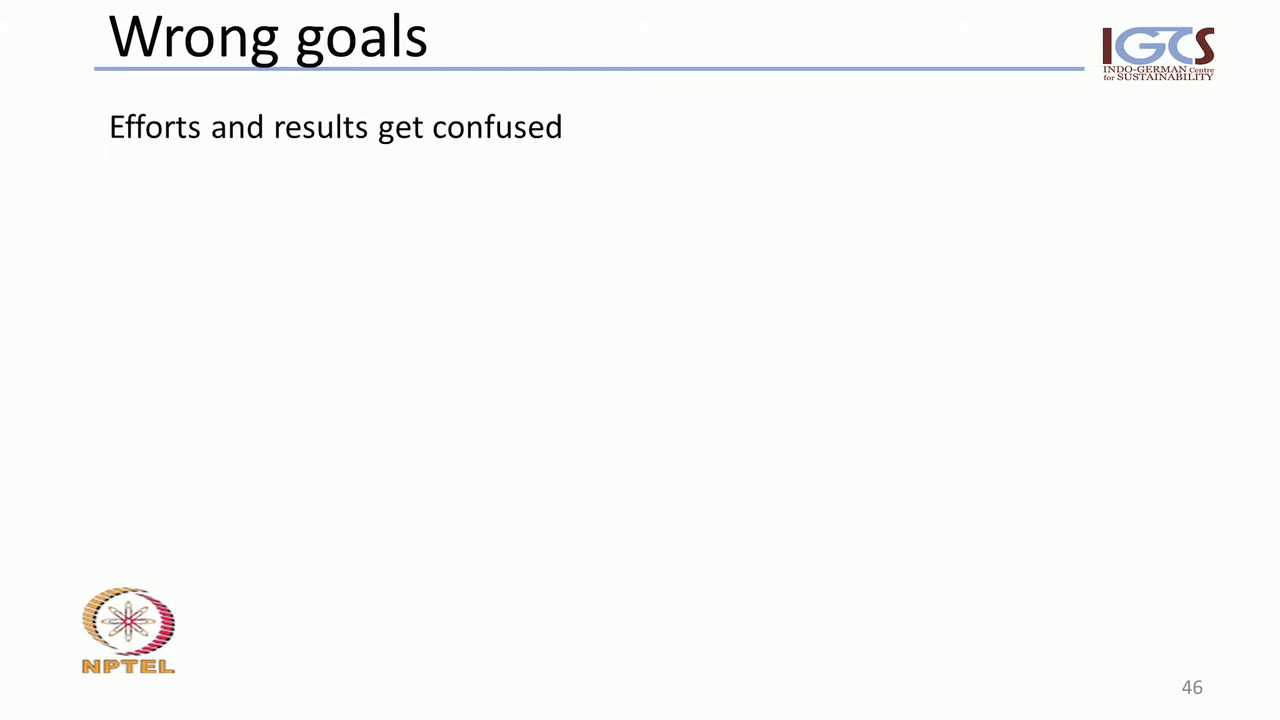 Wrong goals
IGCS
INDO-GERMAN Centre
for SUSTAINABILITY
Efforts and results get confused
NPTEL
46